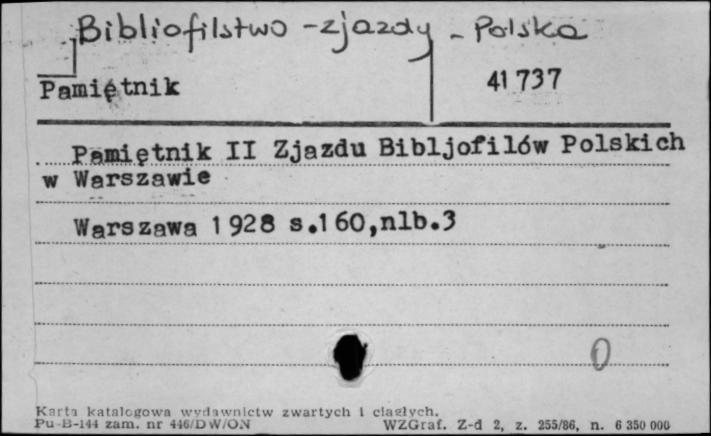 Bibliofilstwo - zjazdy - Polska
Pamiętnik 41 737
Pamiętnik II Zjazdu Bibljofilów Polskich
w Warszawie
Warszawa 1928 s.160,nlb.3
0
Karta katalogowa wydawnictw zwartych i ciągłych.
Pu-B-144 zam. nr 446/DW/ON WZGraf. Z-d 2, z. 255/86, n. 6 350 000